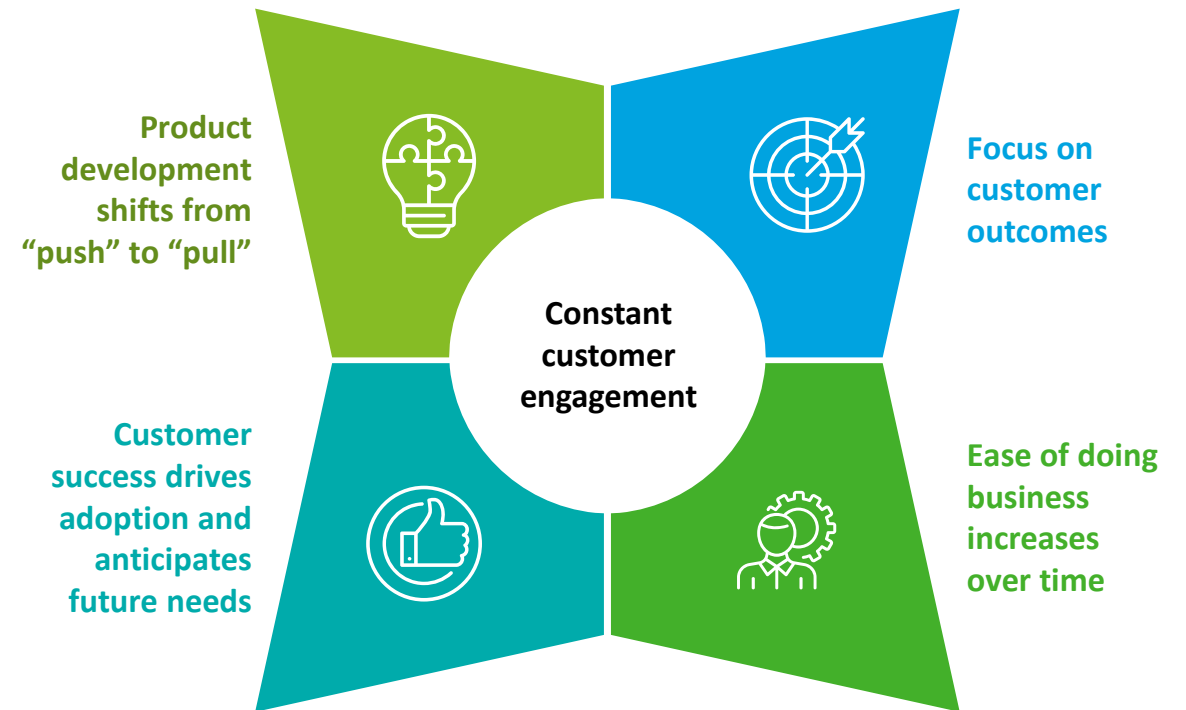 Product
development
shifts from
“push” to “pull”
Focus on
customer
outcomes
Constant
customer
engagement
Customer
success drives
adoption and
anticipates
future needs
Ease of doing
business
increases
over time